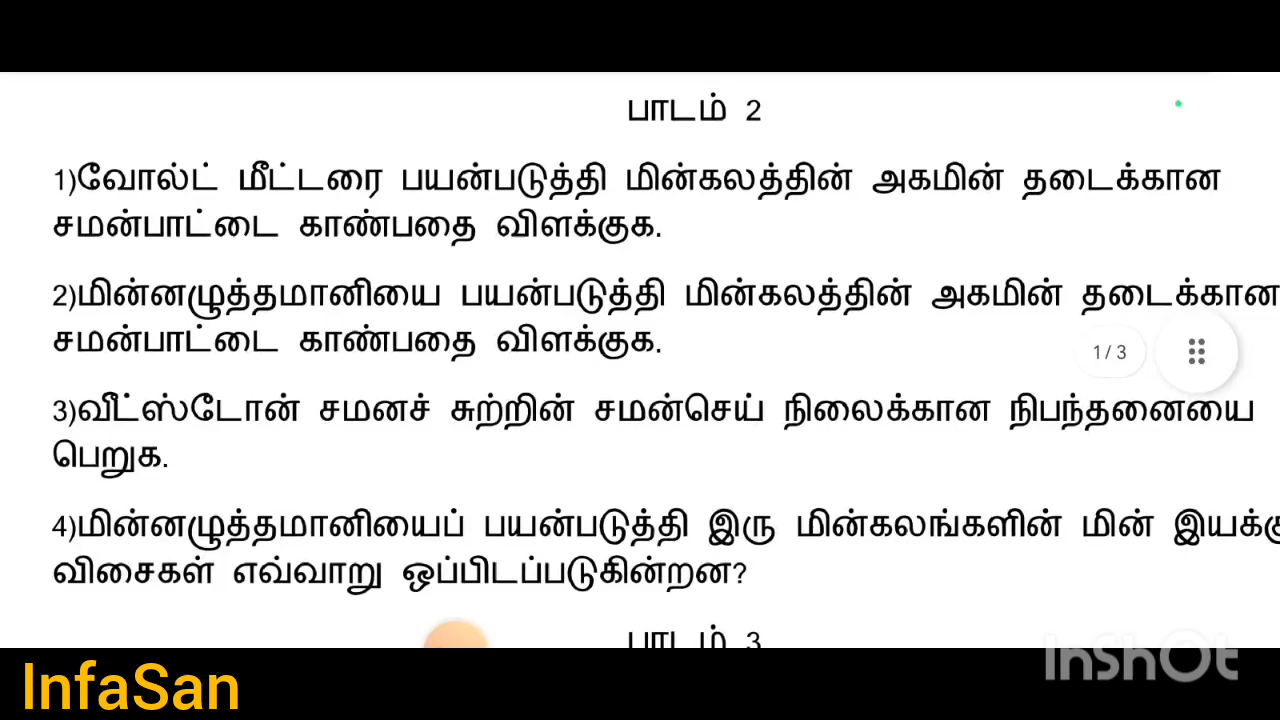 பாடம் 2
1)வோல்ட் மீட்டரை பயன்படுத்தி மின்கலத்தின் அகமின் தடைக்கான
சமன்பாட்டை காண்பதை விளக்குக.
2)மின்னழுத்தமானியை பயன்படுத்தி மின்கலத்தின் அகமின் தடைக்கான
சமன்பாட்டை காண்பதை விளக்குக.
1 / 3
3)வீட்ஸ்டோன் சமனச் சுற்றின் சமன்செய் நிலைக்கான நிபந்தனையை
பெறுக.
4)மின்னழுத்தமானியைப் பயன்படுத்தி இரு மின்கலங்களின் மின்
விசைகள் எவ்வாறு ஒப்பிடப்படுகின்றன?
பாடம் 3
InShOt
InfaSan